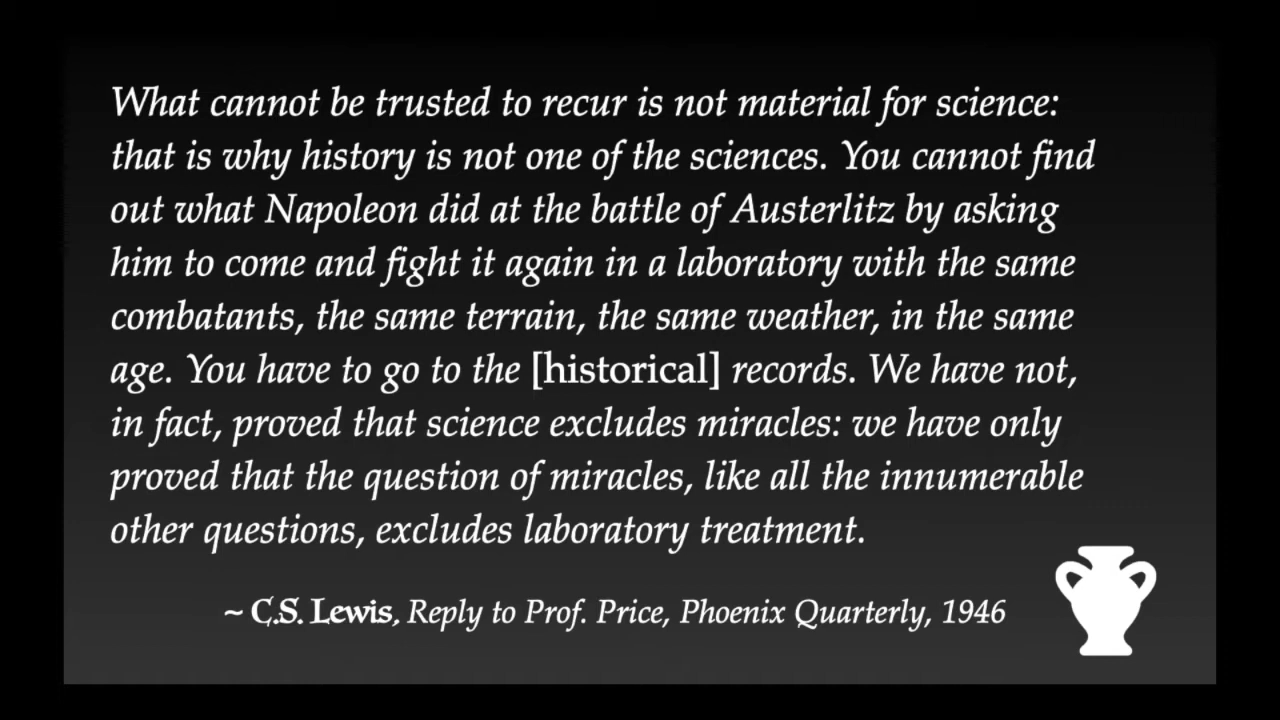 What cannot be trusted to recur is not material for science:
that is why history is not one of the sciences. You cannot find
out what Napoleon did at the battle of Austerlitz by asking
him to come and fight it again in a laboratory with the same
combatants, the same terrain, the same weather, in the same
age. You have to go to the [historical] records. We have not,
in fact, proved that science excludes miracles: we have only
proved that the question of miracles, like all the innumerable
other questions, excludes laboratory treatment.
~ C.S. Lewis, Reply to Prof. Price, Phoenix Quarterly, 1946